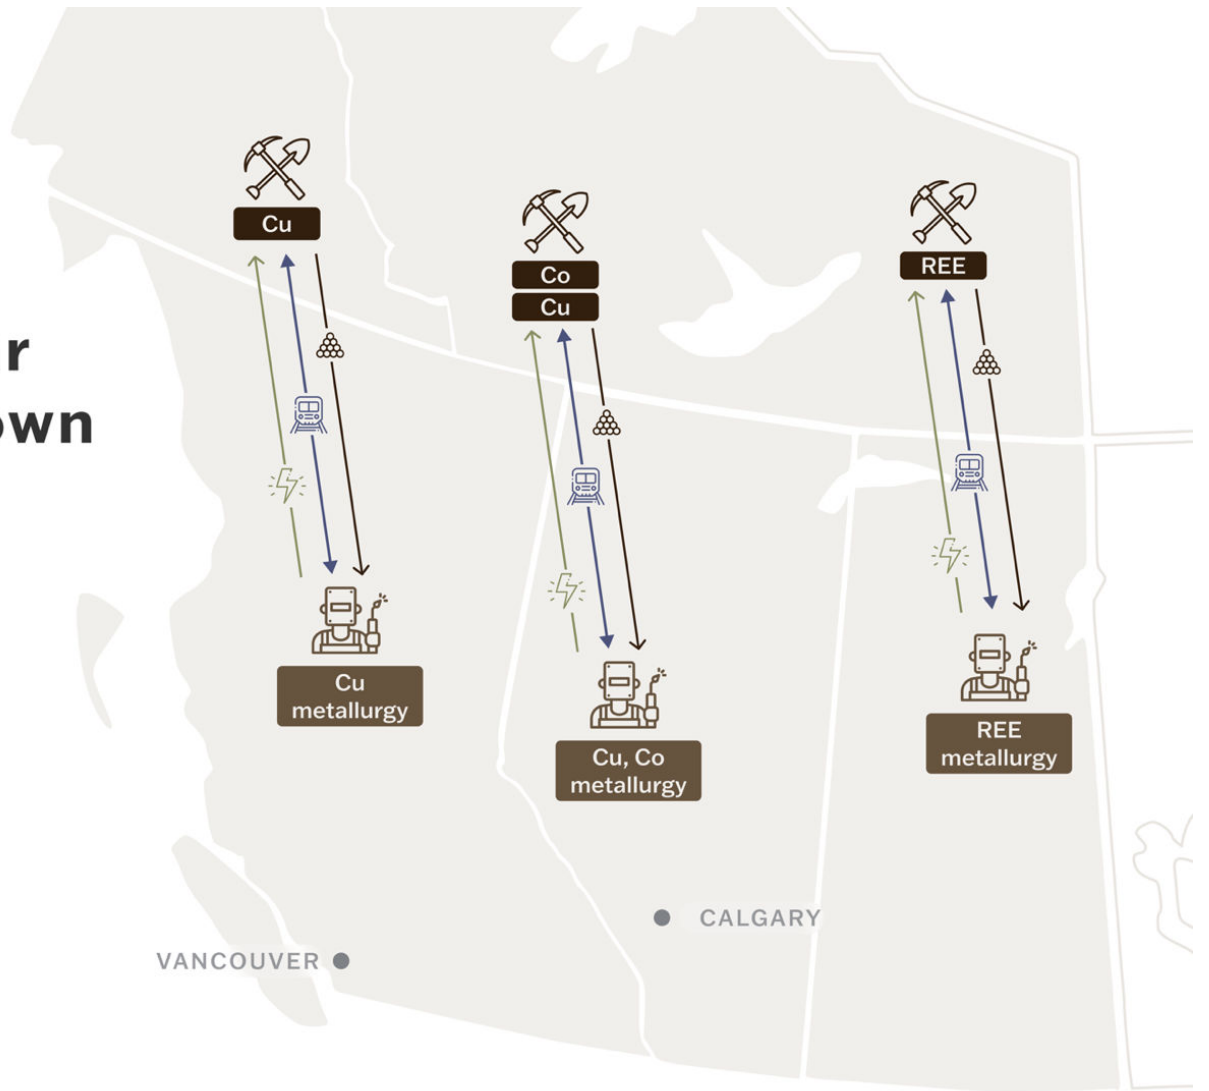 Cu
Co
Cu
REE
r
own
Cu
metallurgy
Cu, Co
metallurgy
REE
metallurgy
CALGARY
VANCOUVER